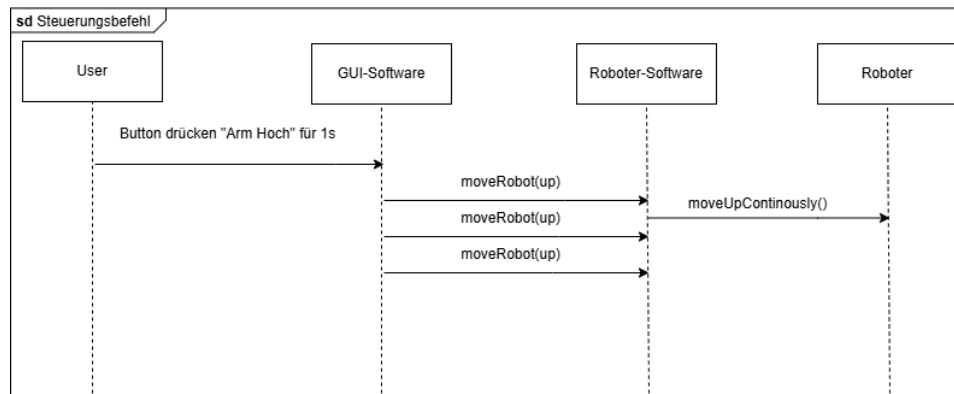 sd Steuerungsbefehl
User
GUI-Software
Roboter-Software
Roboter
Button drücken "Arm Hoch" für 1s
moveRobot(up)
moveUpContinously()
moveRobot(up)
moveRobot(up)